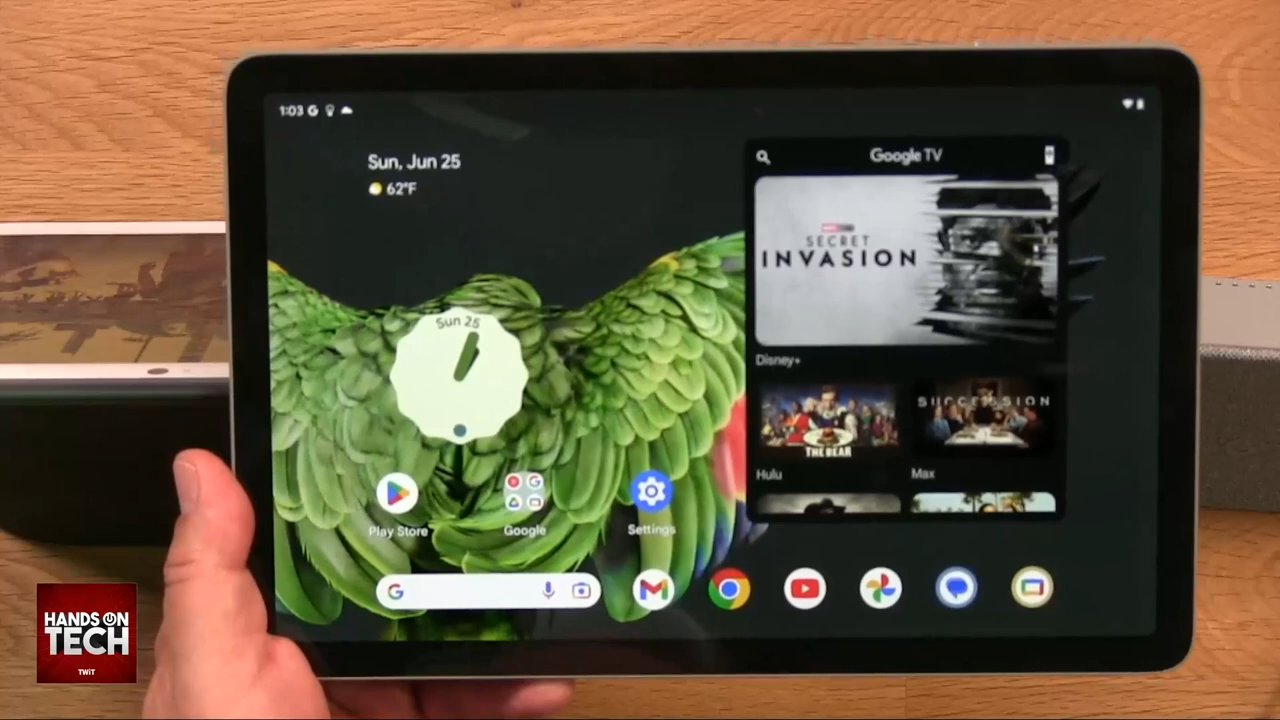 1:03
Sun, Jun 25
62°F
Google TV
SECRET
INVASION
Disney+
Sun 25
SUCCESSION
THE BEAR
Hulu
Max
Play Store
Google
Settings
HANDS ON
TECH
TWiT